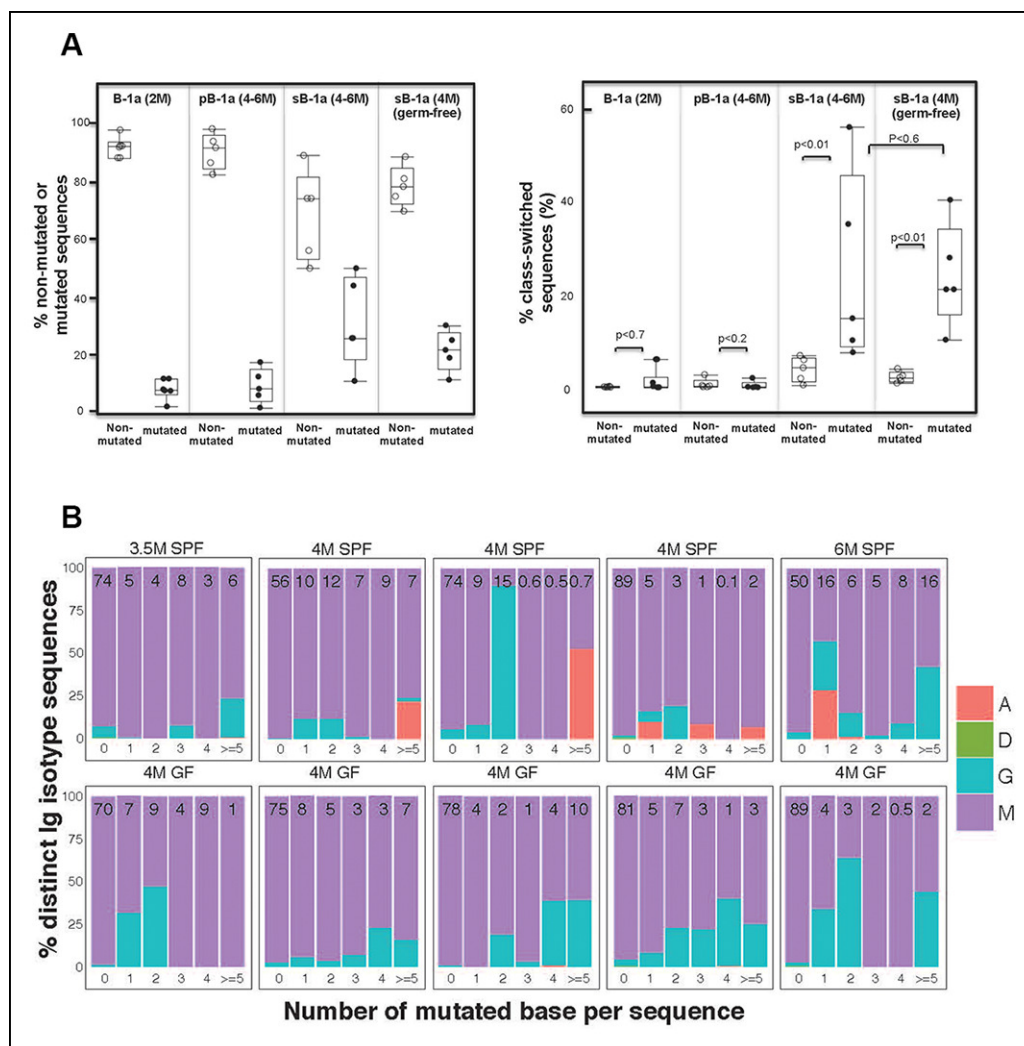 A
B-1a (2M) pB-1a (4-6M) sB-1a (4-6M) sB-1a (4M)
(germ-free)
% non-mutated or
mutated sequences
100
80
60
40
20
0
Non-
mutated mutated Non-
mutated mutated Non-
mutated mutated Non-
mutated mutated
B-1a (2M) pB-1a (4-6M) sB-1a (4-6M) sB-1a (4M)
(germ-free)
% class-switched
sequences (%)
60
40
20
0
p<0.7
p<0.2
p<0.01
P<0.6
p<0.01
Non-
mutated mutated Non-
mutated mutated Non-
mutated mutated Non-
mutated mutated
B
% distinct Ig isotype sequences
3.5M SPF 4M SPF 4M SPF 4M SPF 6M SPF
100
75
50
25
0
74 5 4 8 3 6
56 10 12 7 9 7
74 9 15 0.6 0.5 0.7
89 5 3 1 0.1 2
50 16 6 5 8 16
0 1 2 3 4 >=5
0 1 2 3 4 >=5
0 1 2 3 4 >=5
0 1 2 3 4 >=5
0 1 2 3 4 >=5
4M GF 4M GF 4M GF 4M GF 4M GF
100
75
50
25
0
70 7 9 4 9 1
75 8 5 3 3 7
78 4 2 1 4 10
81 5 7 3 1 3
89 4 3 2 0.5 2
0 1 2 3 4 >=5
0 1 2 3 4 >=5
0 1 2 3 4 >=5
0 1 2 3 4 >=5
0 1 2 3 4 >=5
A
D
G
M
Number of mutated base per sequence